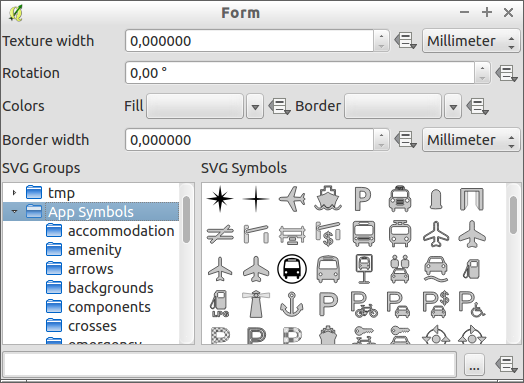 Form
Texture width 0,000000 Millimeter
Rotation 0,00 °
Colors Fill Border
Border width 0,000000 Millimeter
SVG Groups SVG Symbols
tmp
App Symbols
accommodation
amenity
arrows
backgrounds
components
crosses
emergency
P
$
LPG
P P P $ P
P P P
...